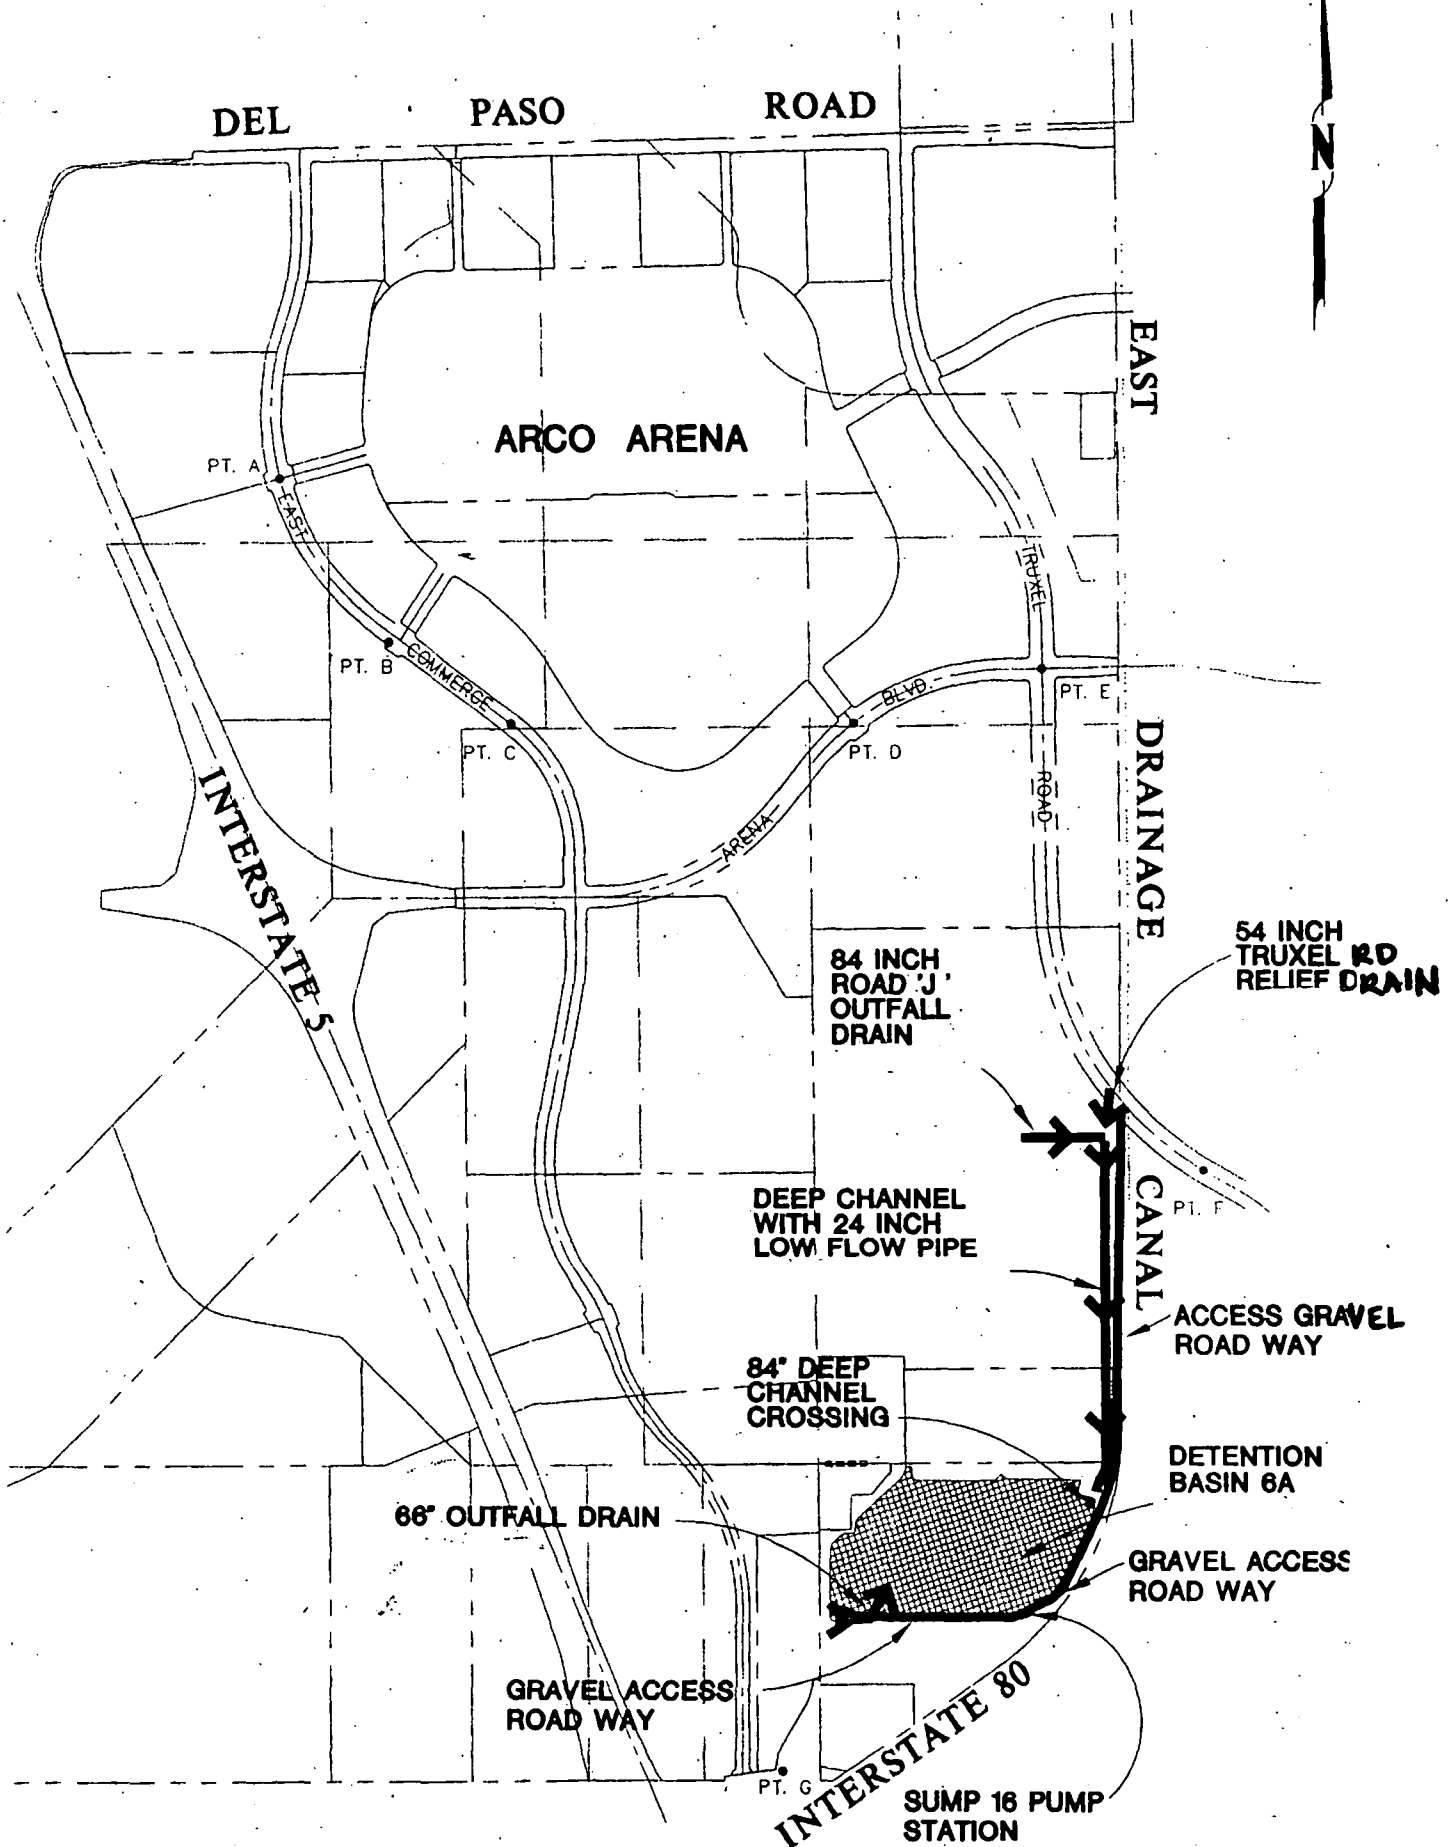 DEL PASO ROAD
N
EAST
ARCO ARENA
PT. A
EAST
TRUXEL
PT. B
COMMERCE
BLVD.
PT. E
PT. C
PT. D
DRAINAGE
INTERSTATE 5
ROAD
ARENA
84 INCH
ROAD 'J'
OUTFALL
DRAIN
54 INCH
TRUXEL RD
RELIEF DRAIN
DEEP CHANNEL
WITH 24 INCH
LOW FLOW PIPE
CANAL
PT. F
ACCESS GRAVEL
ROAD WAY
84" DEEP
CHANNEL
CROSSING
DETENTION
BASIN 6A
66" OUTFALL DRAIN
GRAVEL ACCESS
ROAD WAY
GRAVEL ACCESS
ROAD WAY
INTERSTATE 80
PT. G
SUMP 16 PUMP
STATION